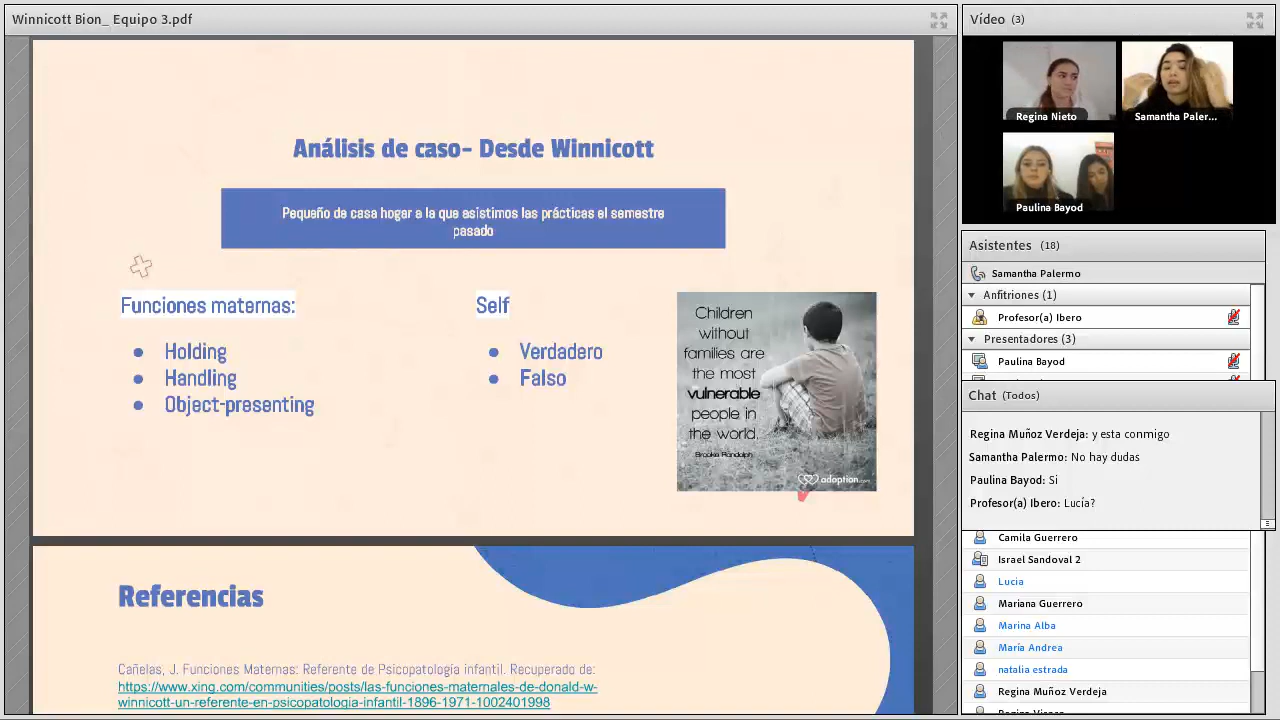 Winnicott Bion_ Equipo 3.pdf
Análisis de caso- Desde Winnicott
Pequeño de casa hogar a la que asistimos las prácticas el semestre
pasado
Funciones maternas:
Holding
Handling
Object-presenting
Self
Verdadero
Falso
Children
without
families are
the most
vulnerable
people in
the world.
Brooke Randolph
adoption.com
Referencias
Cañelas, J. Funciones Maternas: Referente de Psicopatología infantil. Recuperado de:
https://www.xing.com/communities/posts/las-funciones-maternales-de-donald-w-
winnicott-un-referente-en-psicopatologia-infantil-1896-1971-1002401998
Vídeo (3)
Regina Nieto
Samantha Paler...
Paulina Bayod
Asistentes (18)
Samantha Palermo
Anfitriones (1)
Profesor(a) Ibero
Presentadores (3)
Paulina Bayod
Chat (Todos)
Regina Muñoz Verdeja: y esta conmigo
Samantha Palermo: No hay dudas
Paulina Bayod: Si
Profesor(a) Ibero: Lucía?
Camila Guerrero
Israel Sandoval 2
Lucia
Mariana Guerrero
Marina Alba
María Andrea
natalia estrada
Regina Muñoz Verdeja